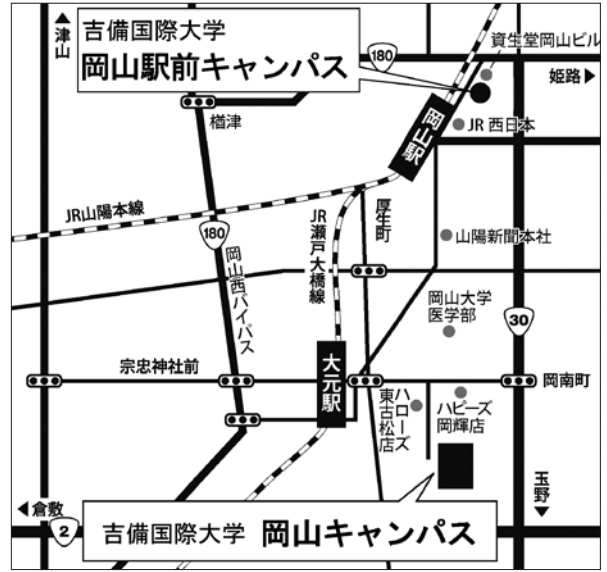 津山
吉備国際大学
岡山駅前キャンパス
180
資生堂岡山ビル
姫路
楢津
岡山駅
JR西日本
JR山陽本線
180
岡山西バイパス
JR瀬戸大橋線
厚生町
山陽新聞本社
岡山大学
医学部
30
宗忠神社前
大元駅
岡南町
ハローズ
東古松店
ハピーズ
岡輝店
倉敷
2
玉野
吉備国際大学 岡山キャンパス